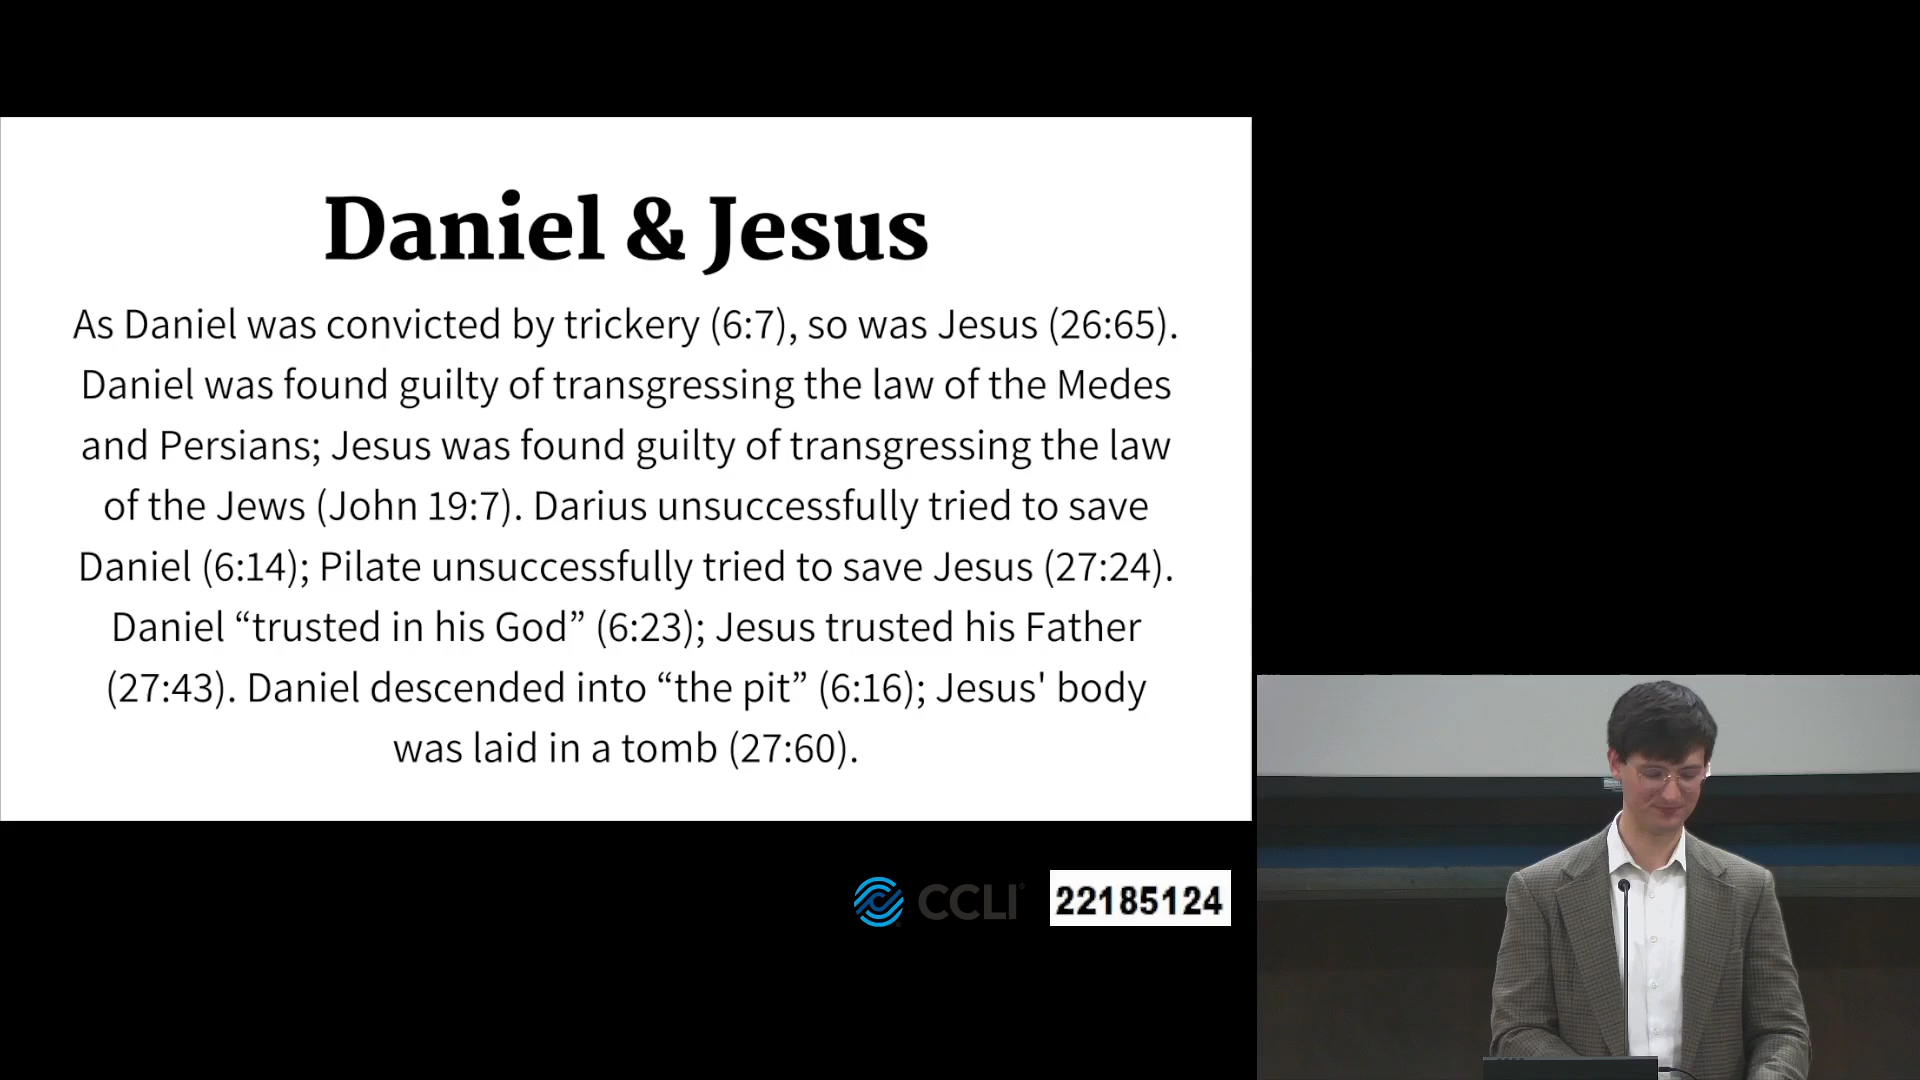 Daniel & Jesus
As Daniel was convicted by trickery (6:7), so was Jesus (26:65).
Daniel was found guilty of transgressing the law of the Medes
and Persians; Jesus was found guilty of transgressing the law
of the Jews (John 19:7). Darius unsuccessfully tried to save
Daniel (6:14); Pilate unsuccessfully tried to save Jesus (27:24).
Daniel “trusted in his God” (6:23); Jesus trusted his Father
(27:43). Daniel descended into “the pit” (6:16); Jesus' body
was laid in a tomb (27:60).
CCLI 22185124